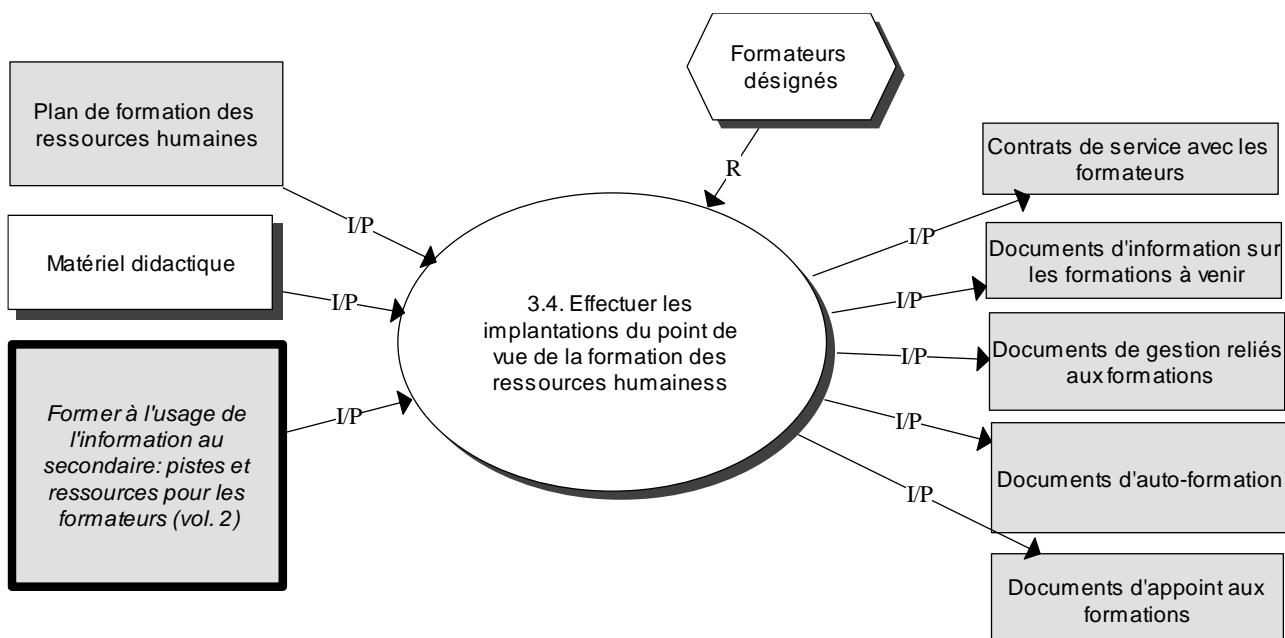 Formateurs
désignés
Plan de formation des
ressources humaines
Matériel didactique
Former à l'usage de
l'information au
secondaire: pistes et
ressources pour les
formateurs (vol. 2)
I/P
I/P
I/P
R
3.4. Effectuer les
implantations du point de
vue de la formation des
ressources humainess
I/P
I/P
I/P
I/P
I/P
Contrats de service avec les
formateurs
Documents d'information sur
les formations à venir
Documents de gestion reliés
aux formations
Documents d'auto-formation
Documents d'appoint aux
formations